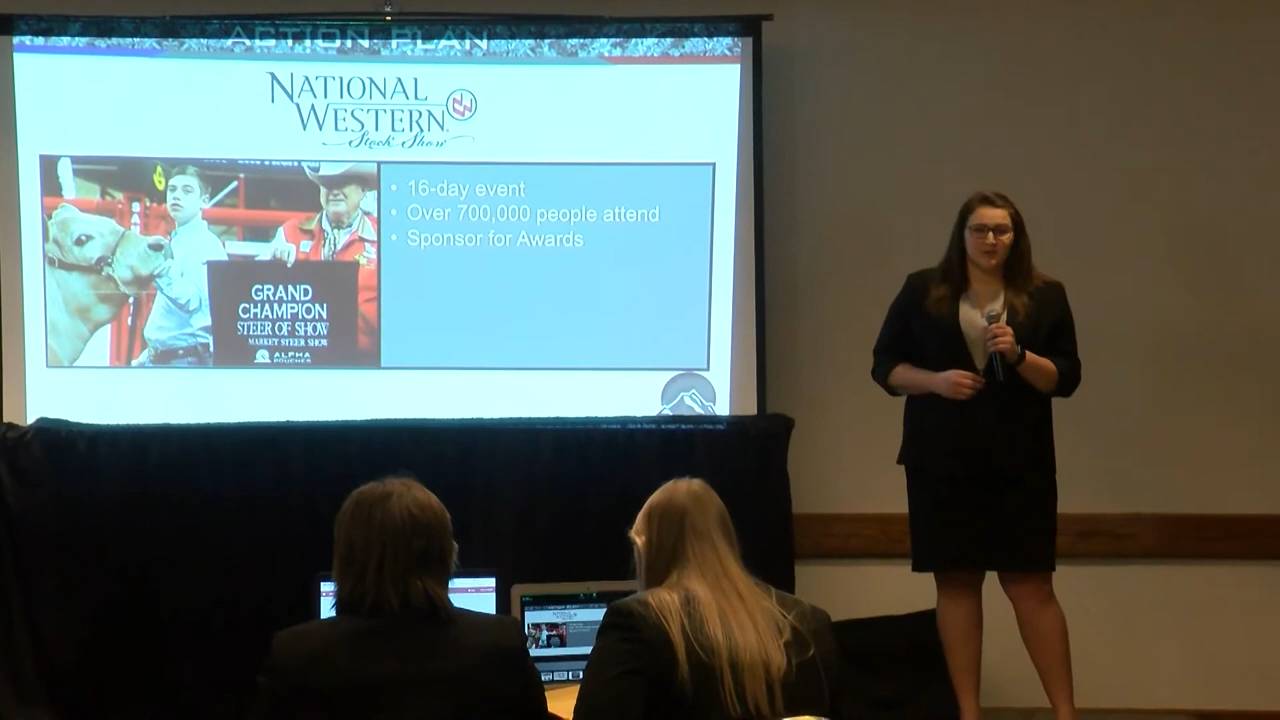 ACTION PLAN
NATIONAL
WESTERN
Stock Show
• 16-day event
• Over 700,000 people attend
• Sponsor for Awards
GRAND
CHAMPION
STEER OF SHOW
MARKET STEER SHOW
ALPHA